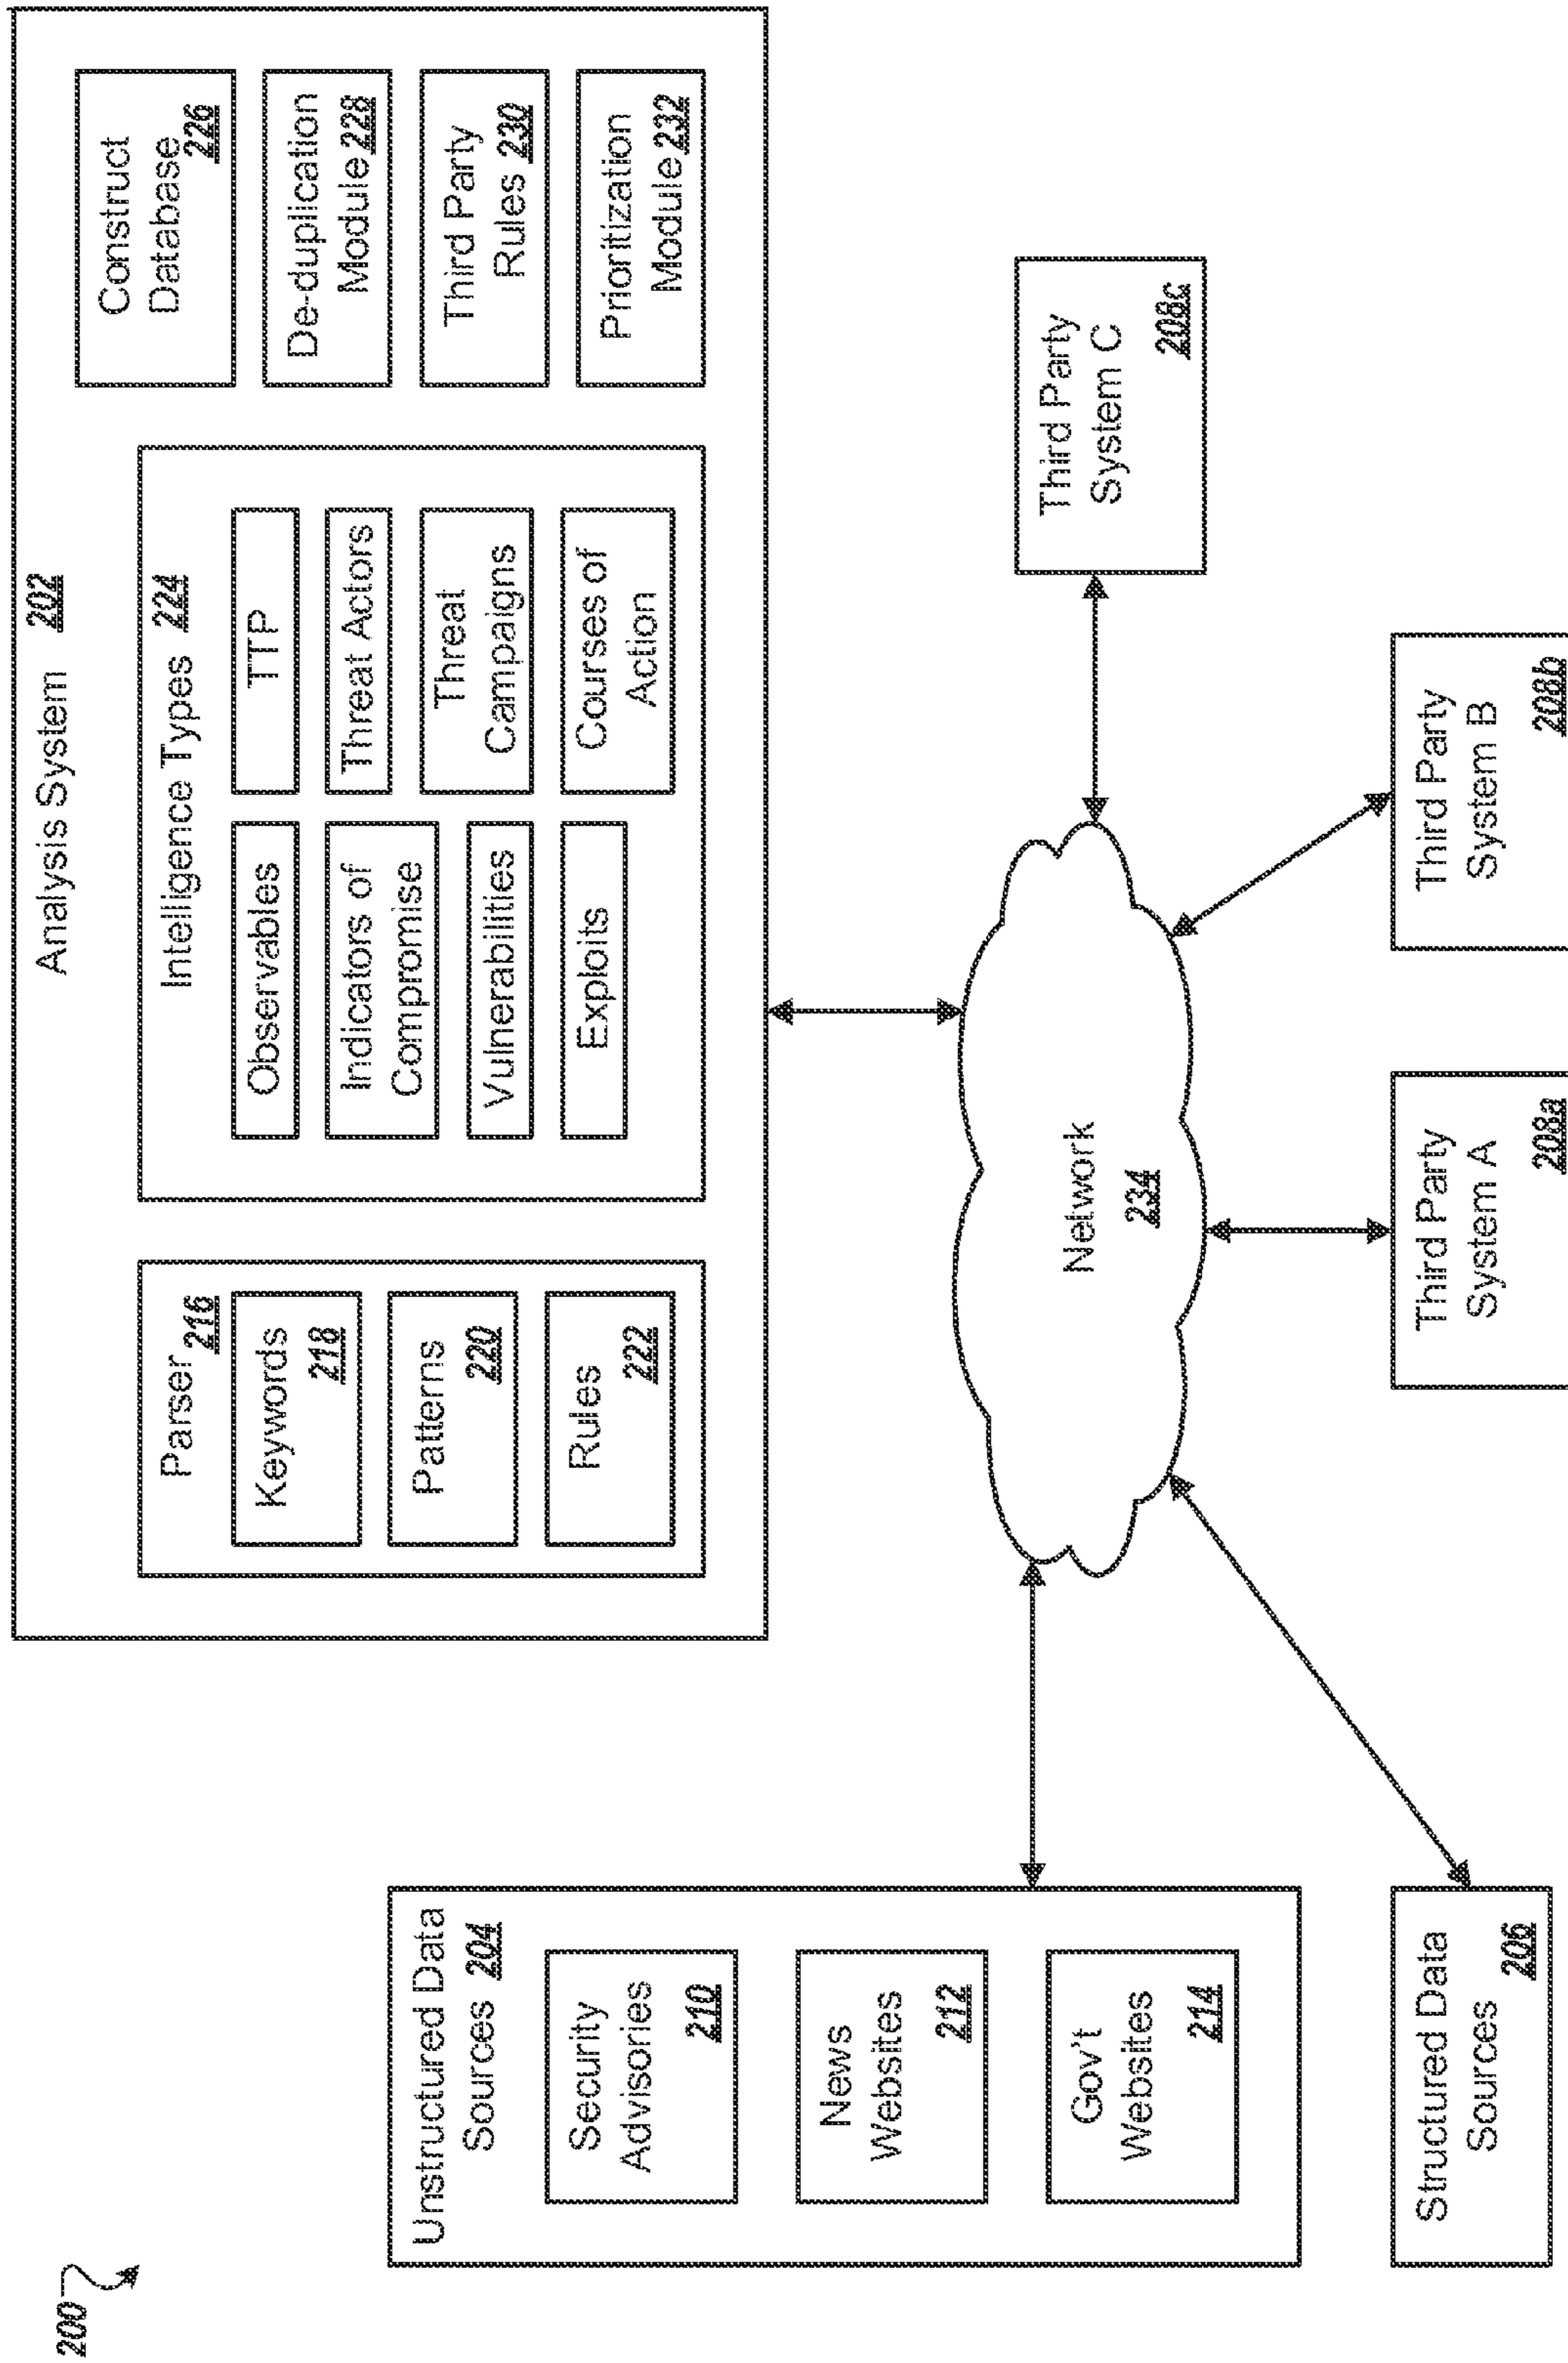 200
Analysis System 202
Parser
216
Keywords
218
Patterns
220
Rules
222
Intelligence Types 224
Observables
Indicators of
Compromise
Vulnerabilities
Exploits
TTP
Threat Actors
Threat
Campaigns
Courses of
Action
Construct
Database
226
De-duplication
Module 228
Third Party
Rules 230
Prioritization
Module 232
Unstructured Data
Sources 204
Security
Advisories
210
News
Websites
212
Gov't
Websites
214
Structured Data
Sources
206
Network
234
Third Party
System A
208a
Third Party
System B
208b
Third Party
System C
208c